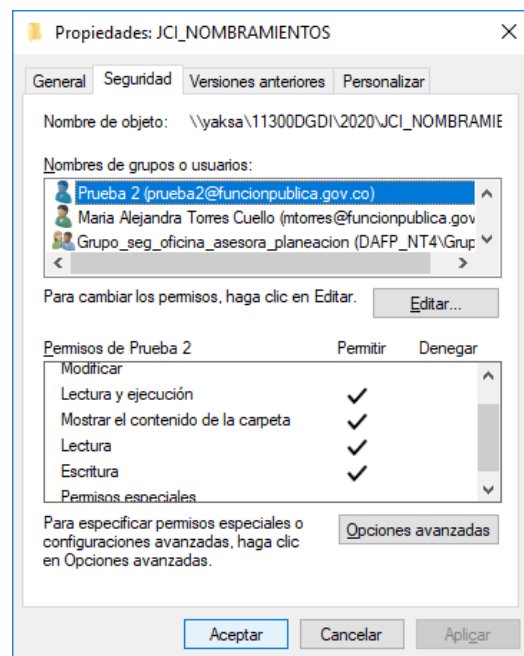 Propiedades: JCI_NOMBRAMIENTOS
General Seguridad Versiones anteriores Personalizar
Nombre de objeto: \\yaksa\11300DGDI\2020\JCI_NOMBRAMIE
Nombres de grupos o usuarios:
Prueba 2 (prueba2@funcionpublica.gov.co)
Maria Alejandra Torres Cuello (mtorres@funcionpublica.gov
Grupo_seg_oficina_asesora_planeacion (DAFP_NT4\Grup
Para cambiar los permisos, haga clic en Editar. Editar...
Permisos de Prueba 2 Permitir Denegar
Modificar
Lectura y ejecución
Mostrar el contenido de la carpeta
Lectura
Escritura
Permisos especiales
Para especificar permisos especiales o
configuraciones avanzadas, haga clic
en Opciones avanzadas.
Opciones avanzadas
Aceptar Cancelar Aplicar